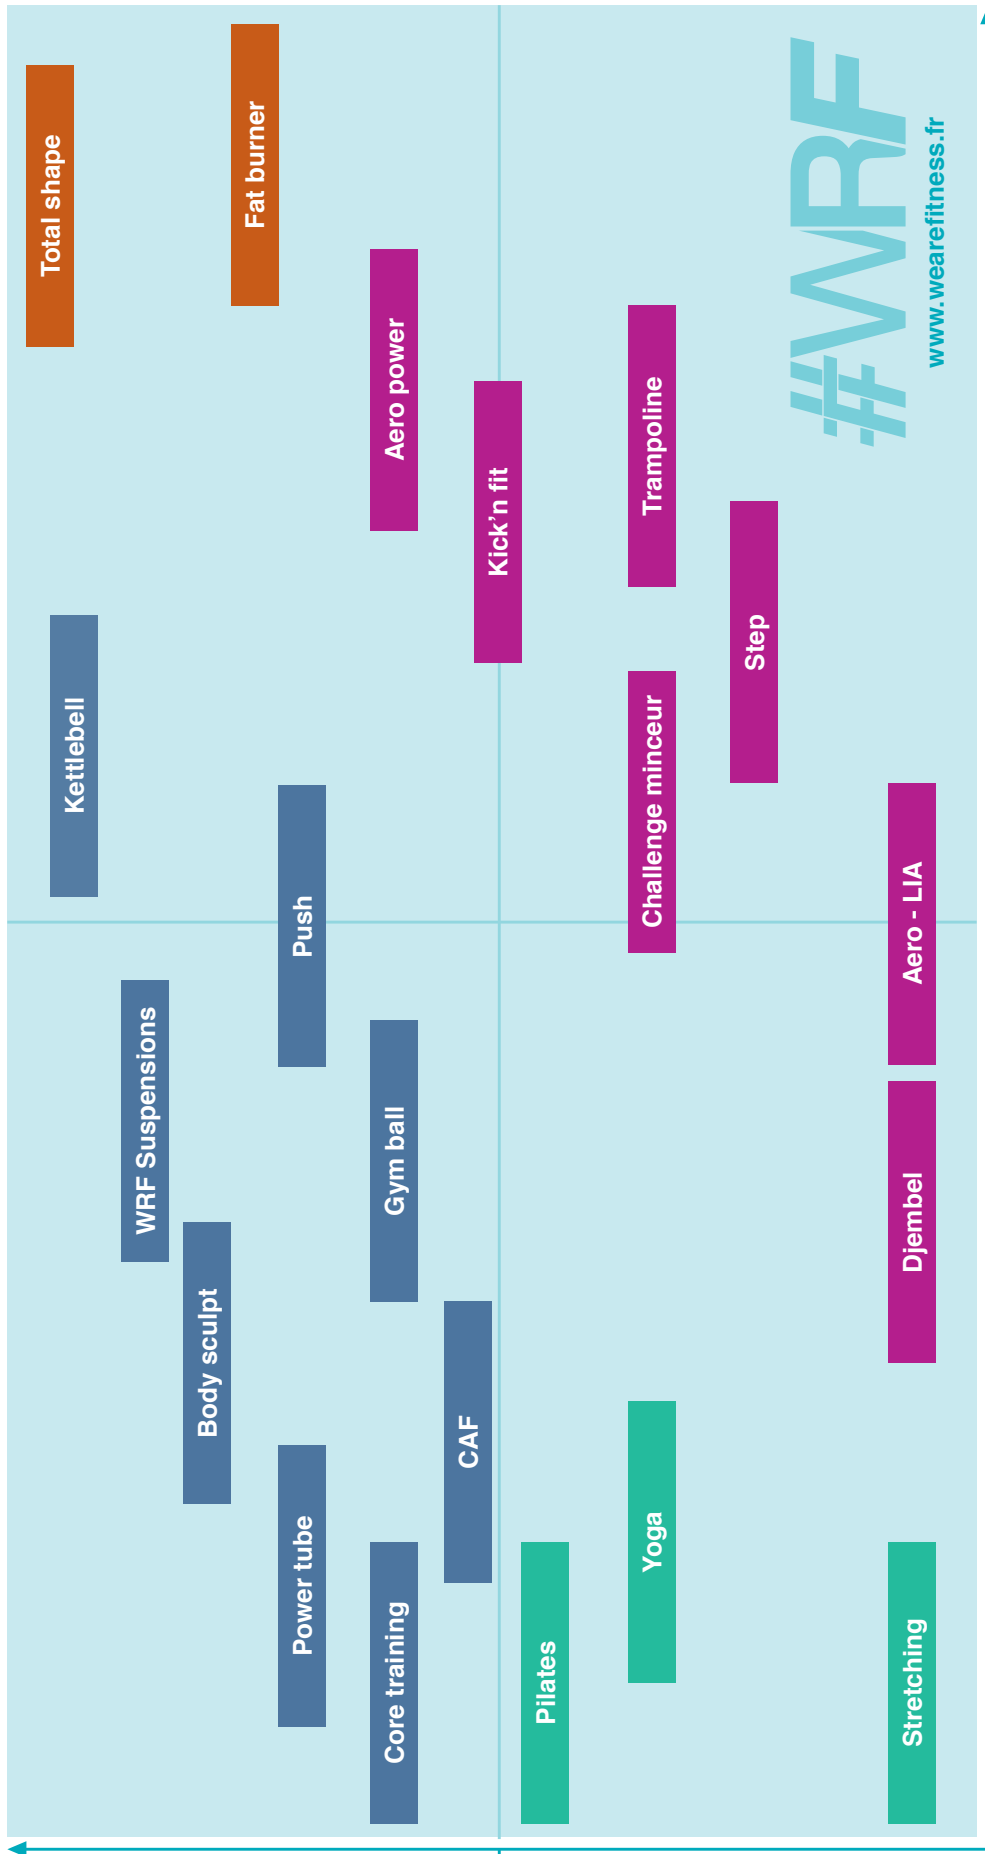 Total shape
Fat burner
Aero power
Kick’n fit
Trampoline
Step
Kettlebell
Push
Challenge minceur
Aero - LIA
WRF Suspensions
Gym ball
Djembel
Body sculpt
CAF
Power tube
Core training
Pilates
Yoga
Stretching
#WRF
www.wearefitness.fr